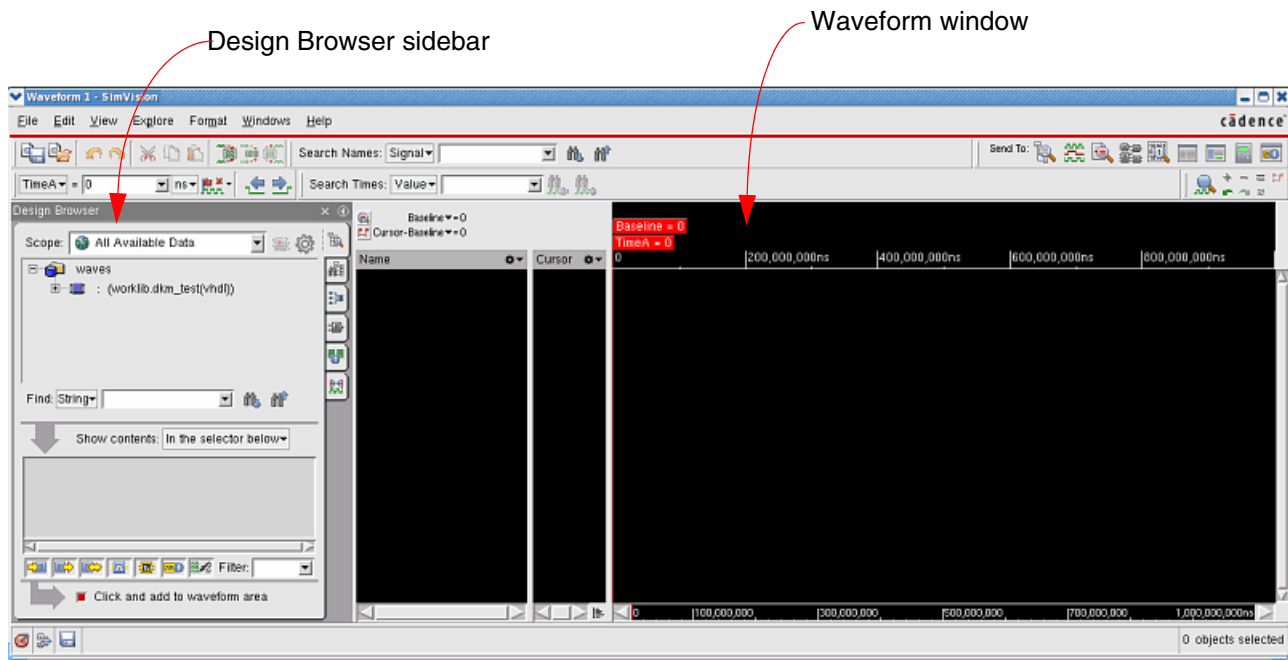 Waveform window
Design Browser sidebar
Waveform 1 - SimVision
File Edit View Explore Format Windows Help
cādence
Search Names: Signal
Send To:
TimeA = 0 ns
Search Times: Value
Design Browser
Baseline = 0
Cursor-Baseline = 0
Baseline = 0
TimeA = 0
Scope: All Available Data
Name
Cursor
0 200,000,000ns 400,000,000ns 600,000,000ns 800,000,000ns
waves
: (worklib.dkm_test(vhdl))
Find: String
Show contents: In the selector below
Filter:
Click and add to waveform area
0 100,000,000 300,000,000 500,000,000 700,000,000 1,000,000,000ns
0 objects selected